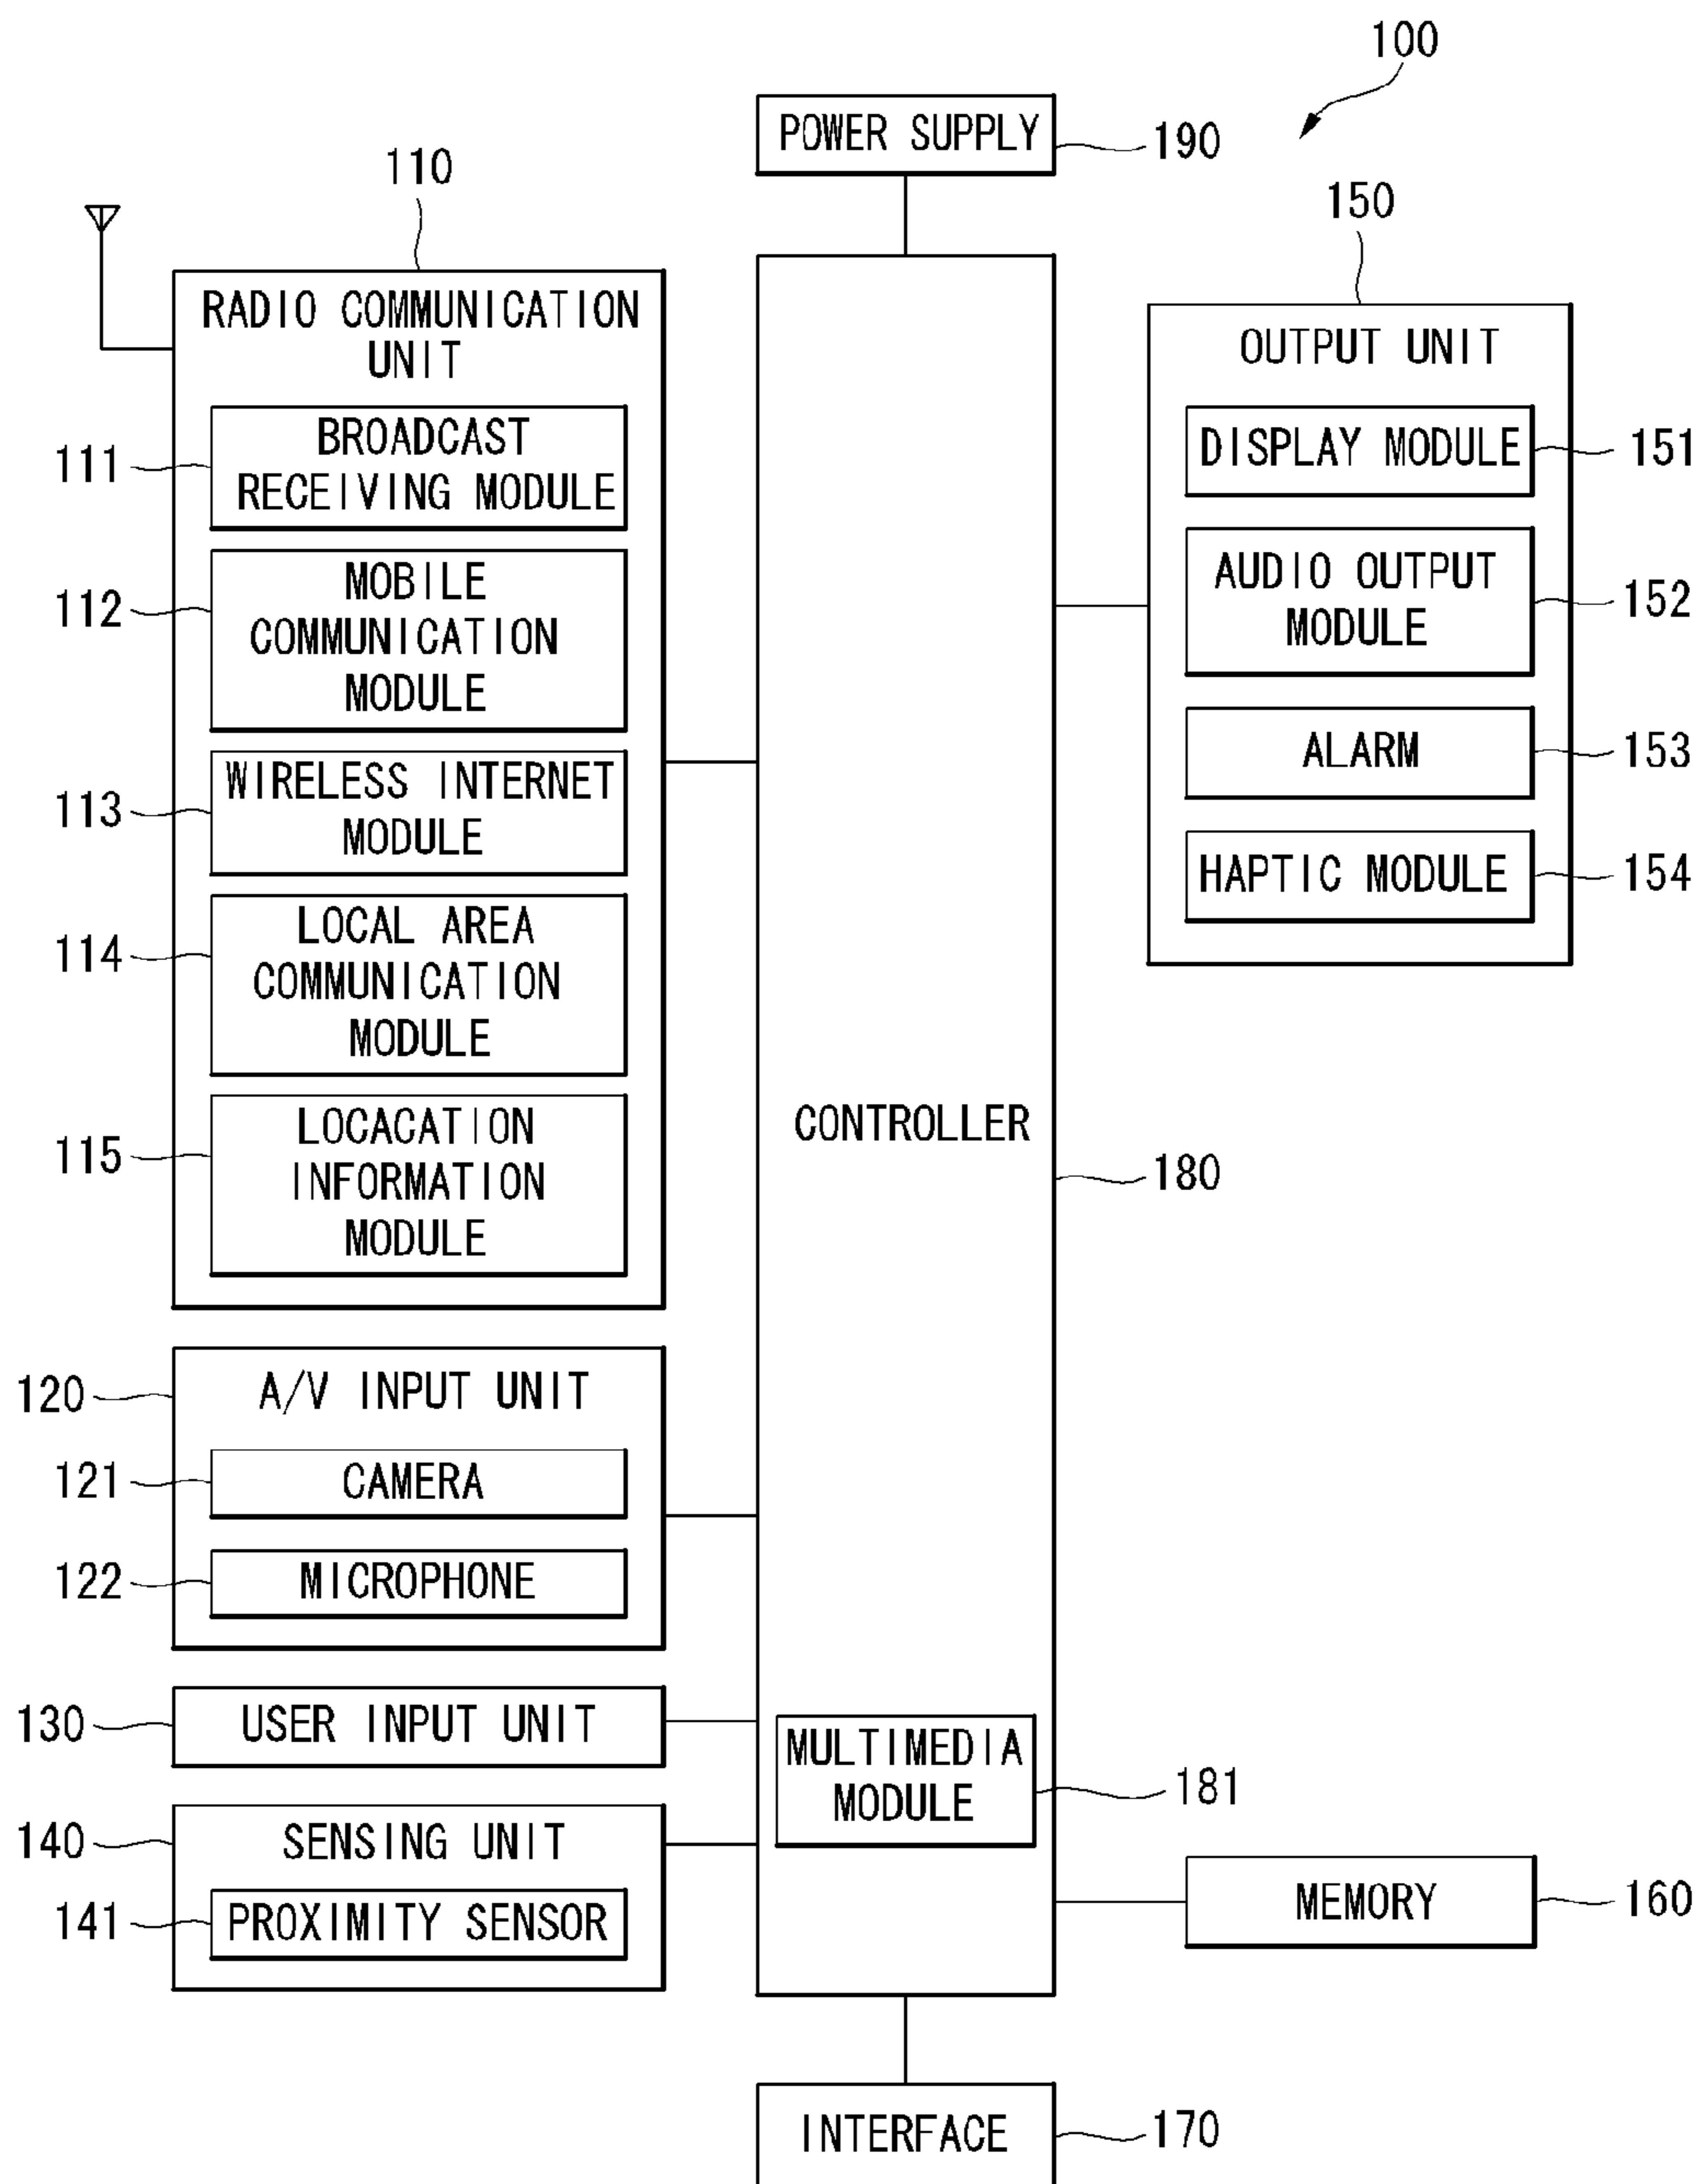 100
POWER SUPPLY
190
110
150
RADIO COMMUNICATION
UNIT
111
BROADCAST
RECEIVING MODULE
112
MOBILE
COMMUNICATION
MODULE
113
WIRELESS INTERNET
MODULE
114
LOCAL AREA
COMMUNICATION
MODULE
115
LOCACATION
INFORMATION
MODULE
120
A/V INPUT UNIT
121
CAMERA
122
MICROPHONE
130
USER INPUT UNIT
140
SENSING UNIT
141
PROXIMITY SENSOR
CONTROLLER
180
MULTIMEDIA
MODULE
181
OUTPUT UNIT
DISPLAY MODULE
151
AUDIO OUTPUT
MODULE
152
ALARM
153
HAPTIC MODULE
154
MEMORY
160
INTERFACE
170